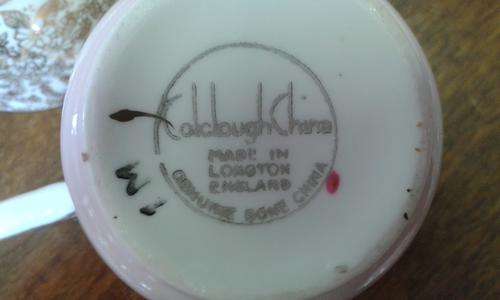 Colclough China
MADE IN
LONGTON
ENGLAND
GENUINE BONE CHINA